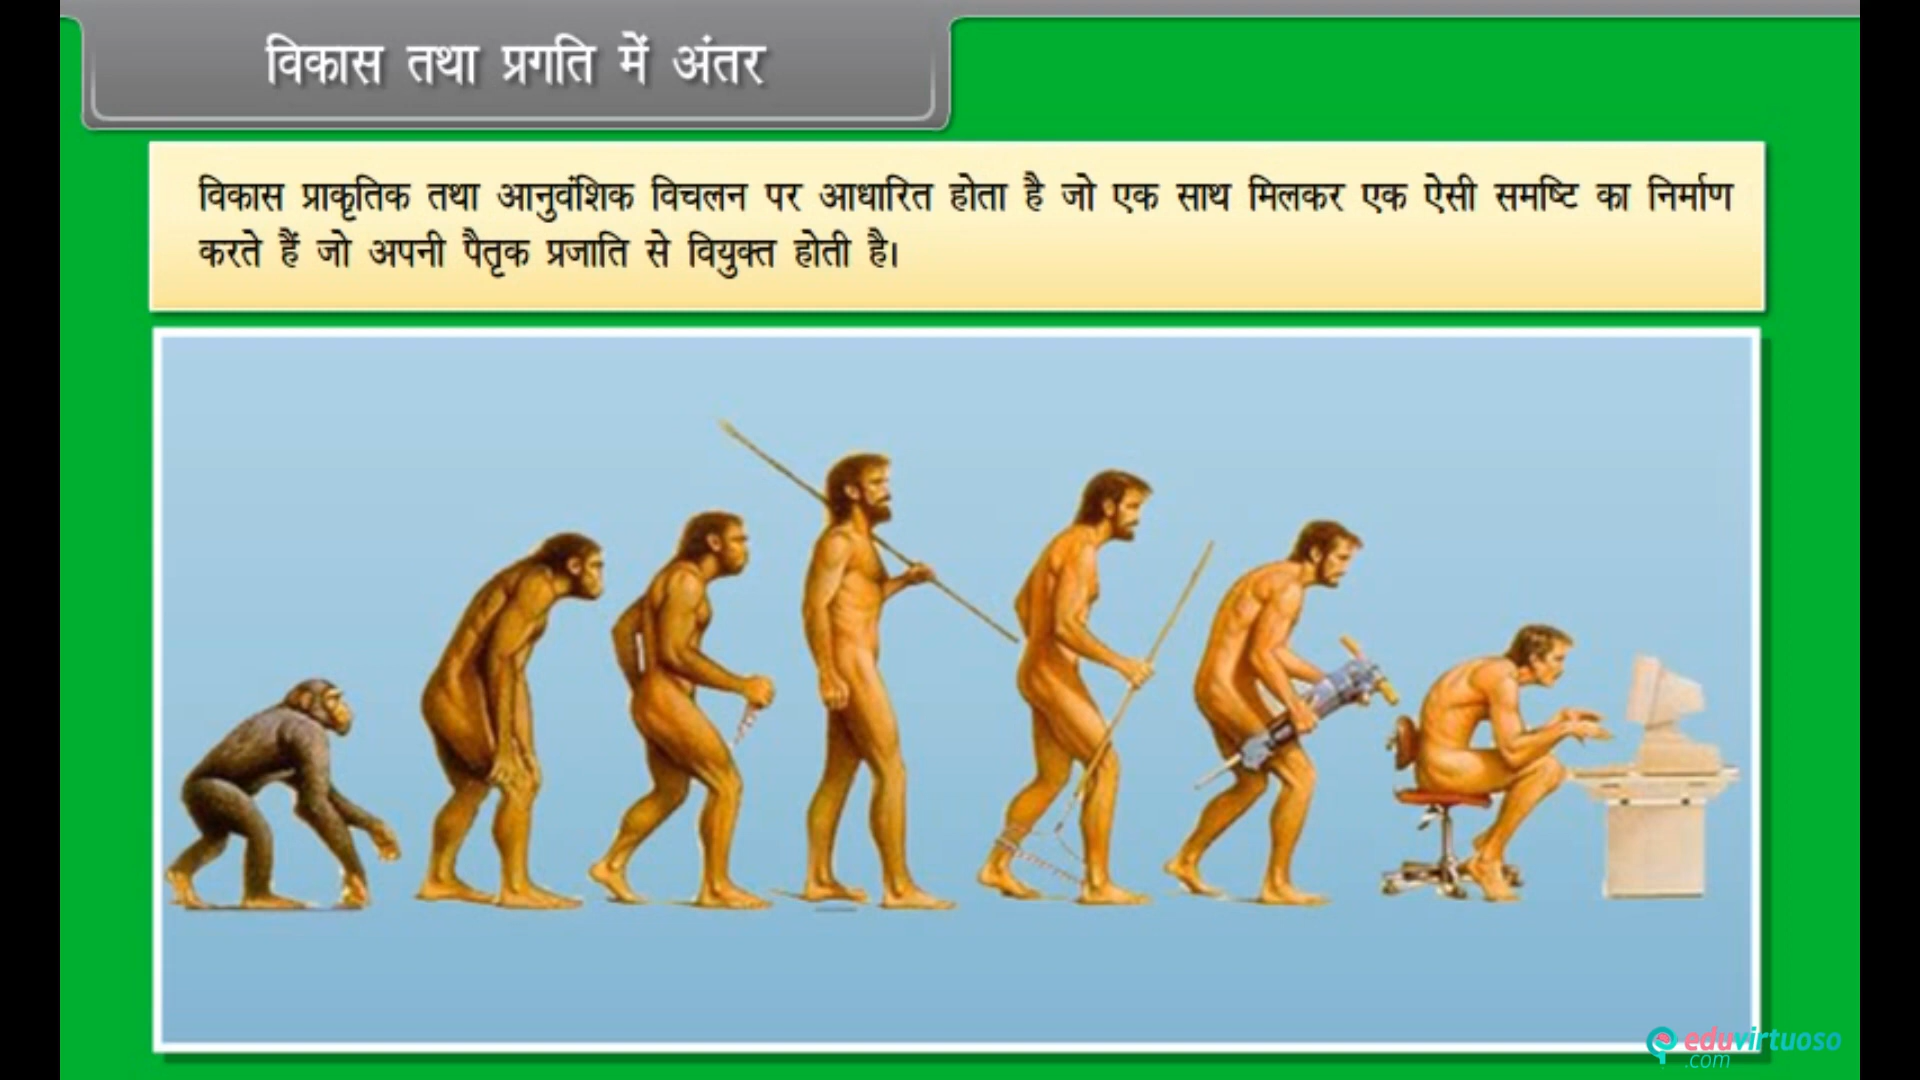 विकास तथा प्रगति में अंतर
विकास प्राकृतिक तथा आनुवंशिक विचलन पर आधारित होता है जो एक साथ मिलकर एक ऐसी समष्टि का निर्माण
करते हैं जो अपनी पैतृक प्रजाति से वियुक्त होती है।
eduvirtuoso
.com